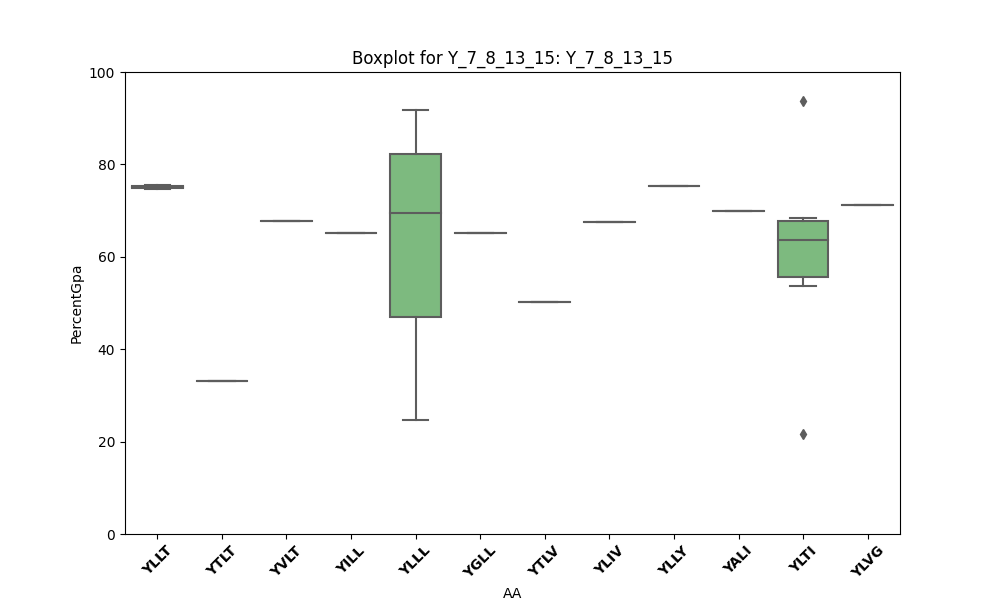 Boxplot for Y_7_8_13_15: Y_7_8_13_15
100
80
60
40
20
0
PercentGpa
YLLT YTLT YVLT YILL YLLL YGLL YTLV YLIV YLLY YALI YLTI YLVG
AA